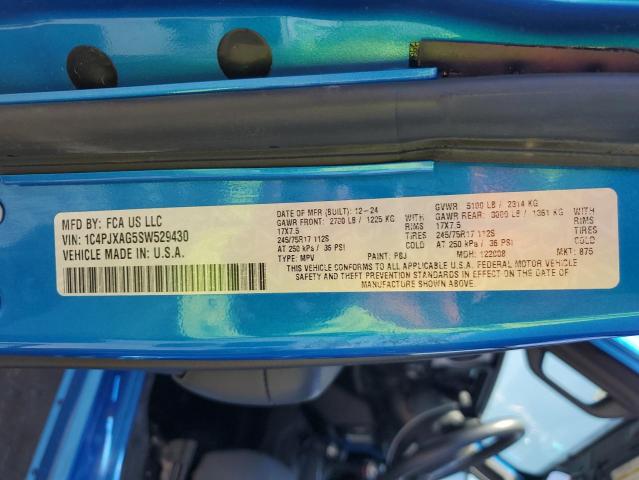 MFD BY: FCA US LLC
VIN: 1C4PJXAG5SW529430
VEHICLE MADE IN: U.S.A.
DATE OF MFR (BUILT): 12-24
GAWR FRONT: 2700 LB / 1225 KG WITH
17X7.5 RIMS
245/75R17 112S TIRES
AT 250 kPa / 36 PSI
TYPE: MPV PAINT: PBJ
GVWR: 5100 LB / 2314 KG
GAWR REAR: 3000 LB / 1361 KG WITH
17X7.5 RIMS
245/75R17 112S TIRES
AT 250 kPa / 36 PSI
MDH: 122008 MKT: 875
THIS VEHICLE CONFORMS TO ALL APPLICABLE U.S.A. FEDERAL MOTOR VEHICLE
SAFETY AND THEFT PREVENTION STANDARDS IN EFFECT ON THE DATE OF
MANUFACTURE SHOWN ABOVE.